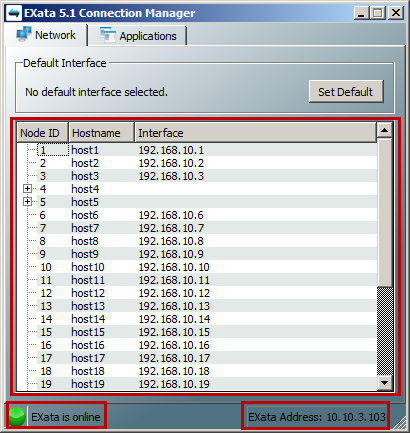 EXata 5.1 Connection Manager
Network Applications
Default Interface
No default interface selected. Set Default
Node ID Hostname Interface
1 host1 192.168.10.1
2 host2 192.168.10.2
3 host3 192.168.10.3
4 host4
5 host5
6 host6 192.168.10.6
7 host7 192.168.10.7
8 host8 192.168.10.8
9 host9 192.168.10.9
10 host10 192.168.10.10
11 host11 192.168.10.11
12 host12 192.168.10.12
13 host13 192.168.10.13
14 host14 192.168.10.14
15 host15 192.168.10.15
16 host16 192.168.10.16
17 host17 192.168.10.17
18 host18 192.168.10.18
19 host19 192.168.10.19
EXata is online EXata Address: 10.10.3.103